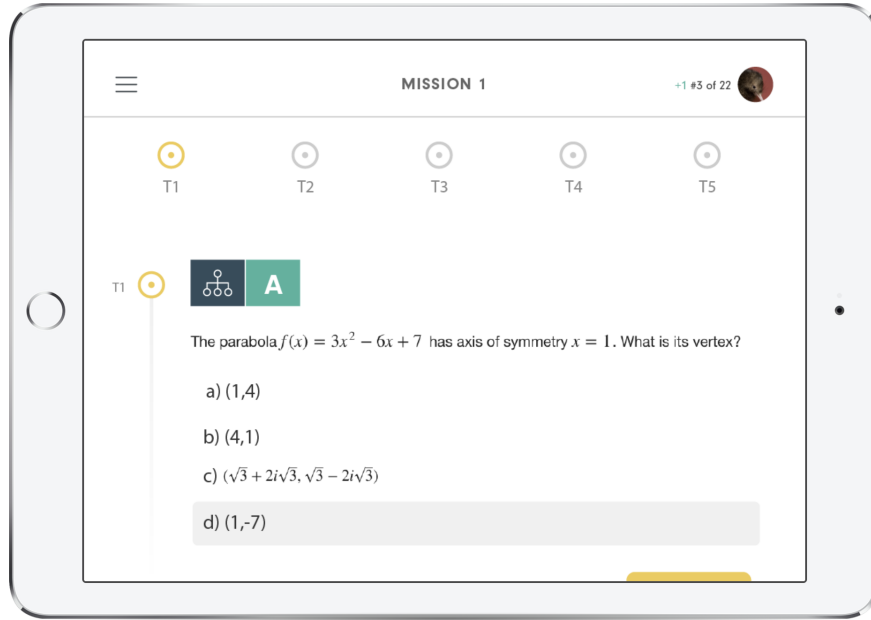 MISSION 1
+1 #3 of 22
T1 T2 T3 T4 T5
T1
A
The parabola f(x) = 3x² − 6x + 7 has axis of symmetry x = 1. What is its vertex?
a) (1,4)
b) (4,1)
c) (√3 + 2i√3, √3 − 2i√3)
d) (1,-7)